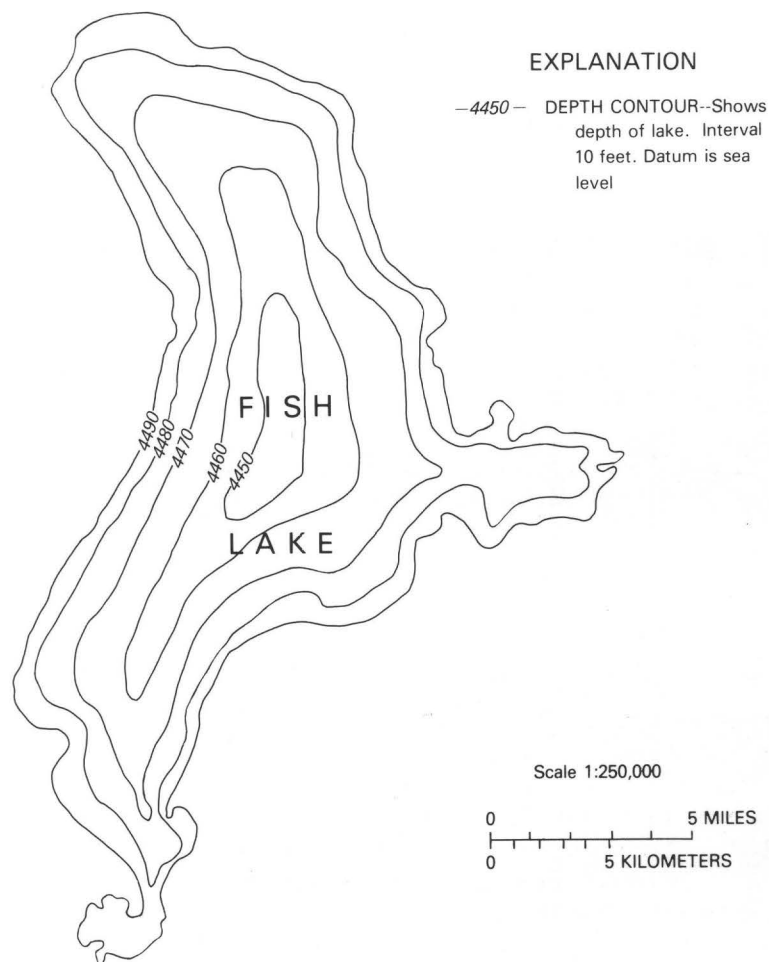 EXPLANATION
—4450— DEPTH CONTOUR--Shows
depth of lake. Interval
10 feet. Datum is sea
level
4490
4480
4470
4460
4450
FISH
LAKE
Scale 1:250,000
0 5 MILES
0 5 KILOMETERS